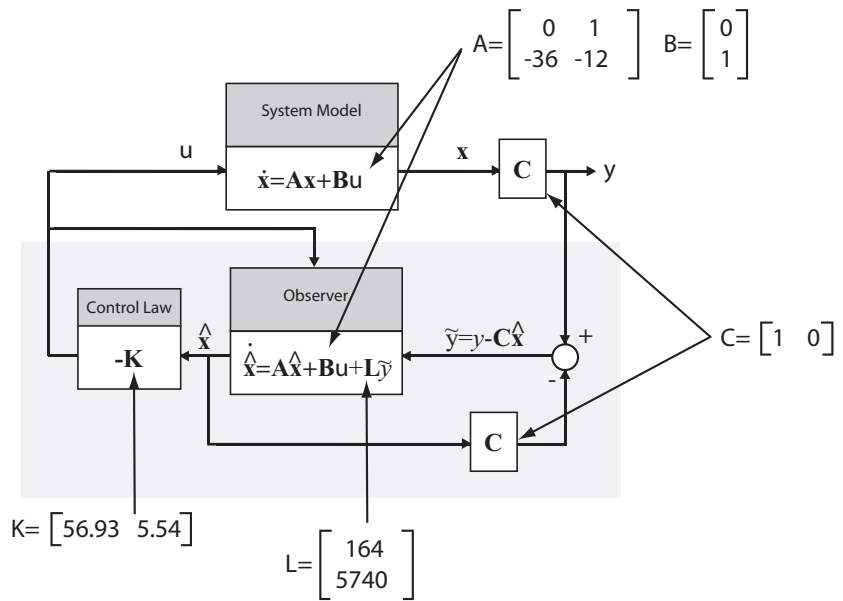 A= [0 1
-36 -12] B= [0
1]
System Model
u
ẋ=Ax+Bu
x
C
y
Control Law
-K
x̂
Observer
x̂̇=Ax̂+Bu+Lỹ
ỹ=y-Cx̂
+
-
C
C= [1 0]
K= [56.93 5.54]
L= [164
5740]